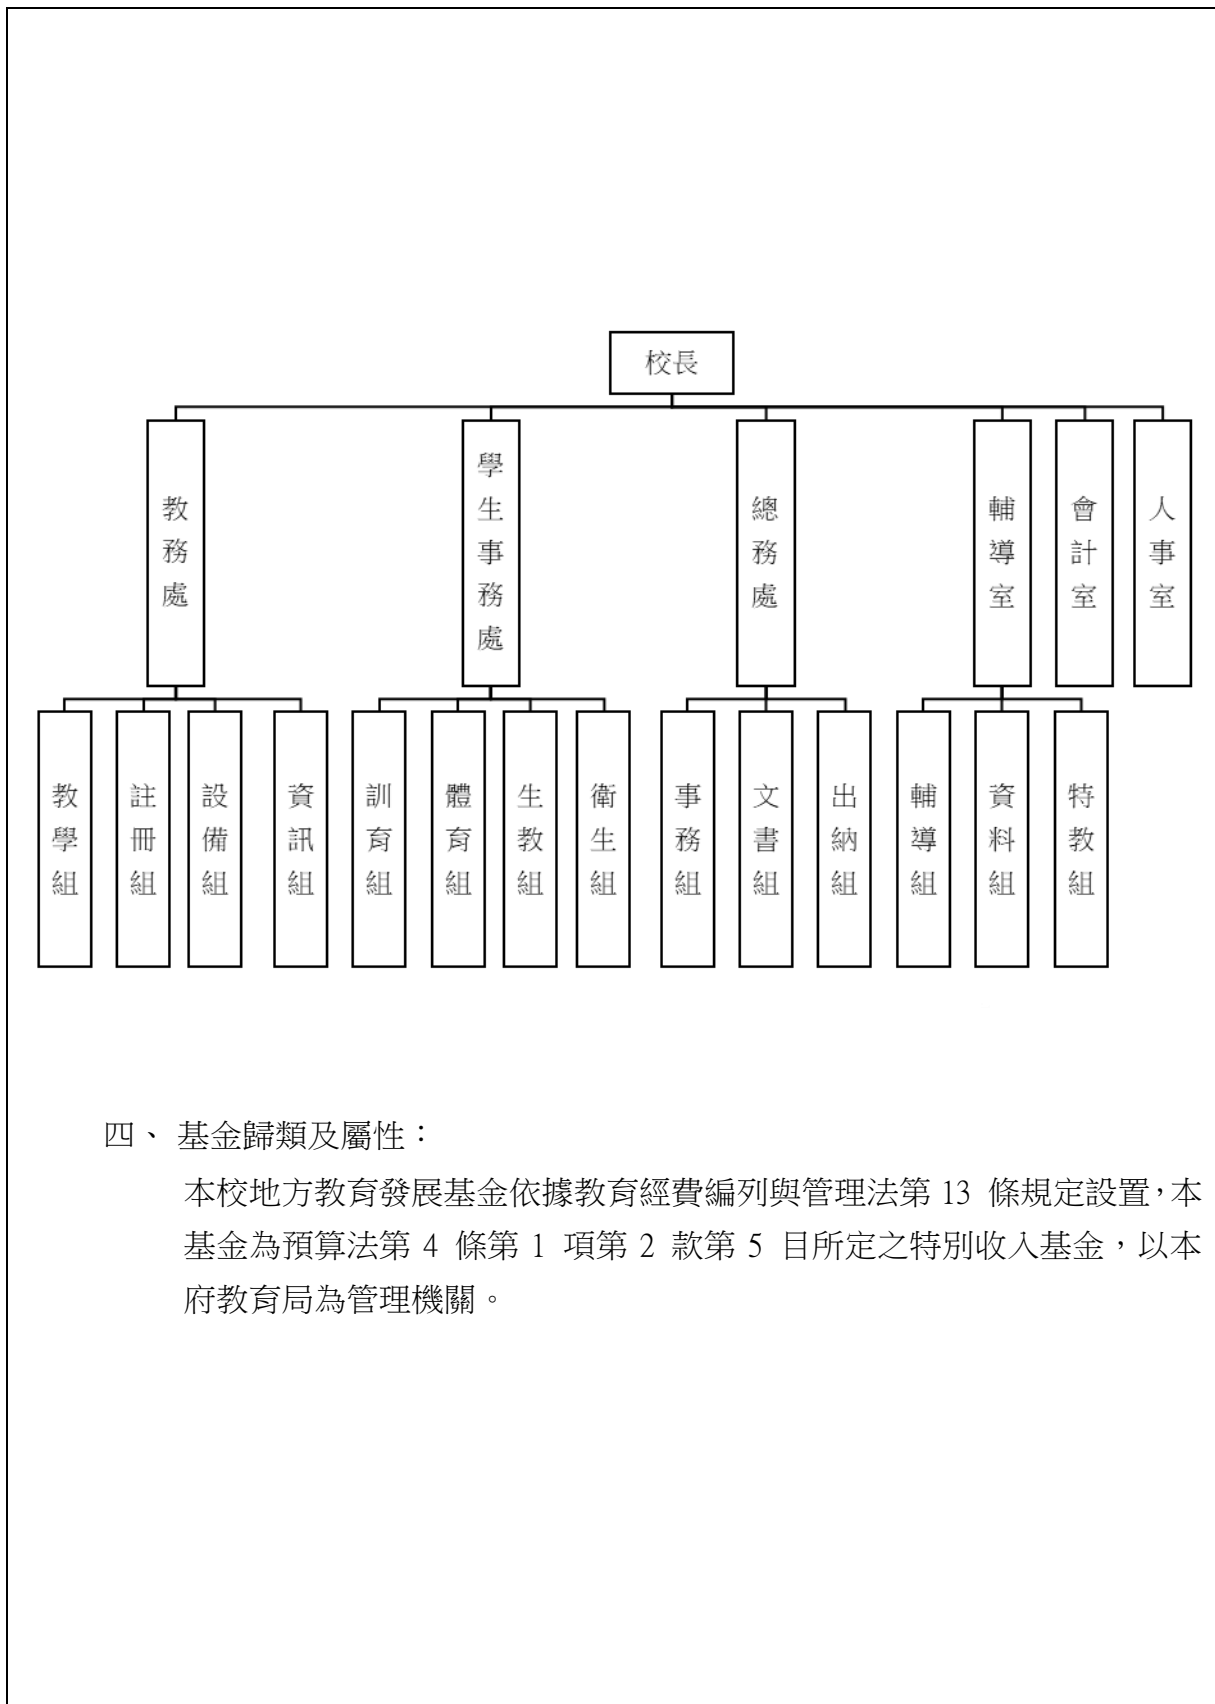 校長
教務處
學生事務處
總務處
輔導室
會計室
人事室
教學組
註冊組
設備組
資訊組
訓育組
體育組
生教組
衛生組
事務組
文書組
出納組
輔導組
資料組
特教組
四、 基金歸類及屬性：
本校地方教育發展基金依據教育經費編列與管理法第 13 條規定設置，本
基金為預算法第 4 條第 1 項第 2 款第 5 目所定之特別收入基金，以本
府教育局為管理機關。